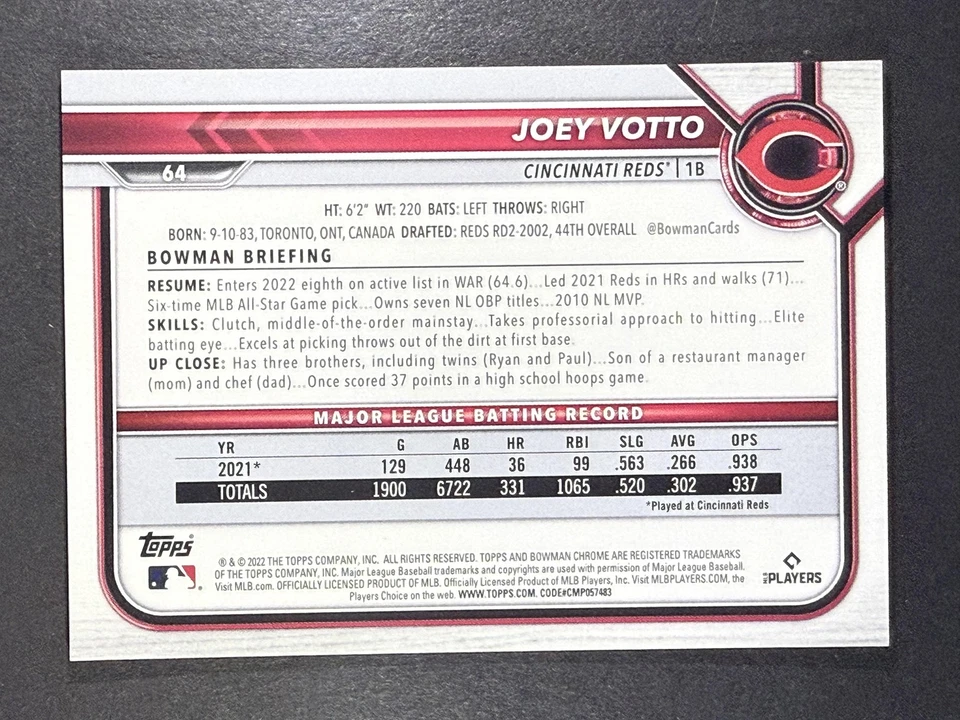 JOEY VOTTO
64
CINCINNATI REDS® | 1B
HT: 6'2" WT: 220 BATS: LEFT THROWS: RIGHT
BORN: 9-10-83, TORONTO, ONT, CANADA DRAFTED: REDS RD2-2002, 44TH OVERALL @BowmanCards
BOWMAN BRIEFING
RESUME: Enters 2022 eighth on active list in WAR (64.6)...Led 2021 Reds in HRs and walks (71)...
Six-time MLB All-Star Game pick...Owns seven NL OBP titles...2010 NL MVP.
SKILLS: Clutch, middle-of-the-order mainstay...Takes professorial approach to hitting...Elite
batting eye...Excels at picking throws out of the dirt at first base.
UP CLOSE: Has three brothers, including twins (Ryan and Paul)...Son of a restaurant manager
(mom) and chef (dad)...Once scored 37 points in a high school hoops game.
MAJOR LEAGUE BATTING RECORD
YR G AB HR RBI SLG AVG OPS
2021* 129 448 36 99 .563 .266 .938
TOTALS 1900 6722 331 1065 .520 .302 .937
*Played at Cincinnati Reds
Topps®
® & © 2022 THE TOPPS COMPANY, INC. ALL RIGHTS RESERVED. TOPPS AND BOWMAN CHROME ARE REGISTERED TRADEMARKS
OF THE TOPPS COMPANY, INC. Major League Baseball trademarks and copyrights are used with permission of Major League Baseball.
Visit MLB.com. OFFICIALLY LICENSED PRODUCT OF MLB. Officially Licensed Product of MLB Players, Inc. Visit MLBPLAYERS.COM, the
Players Choice on the web. WWW.TOPPS.COM. CODE#CMP057483
MLB PLAYERS